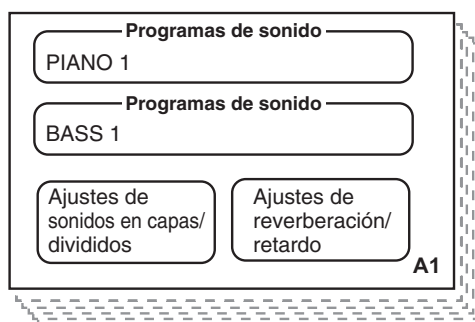 Programas de sonido
PIANO 1
Programas de sonido
BASS 1
Ajustes de
sonidos en capas/
divididos
Ajustes de
reverberación/
retardo
A1